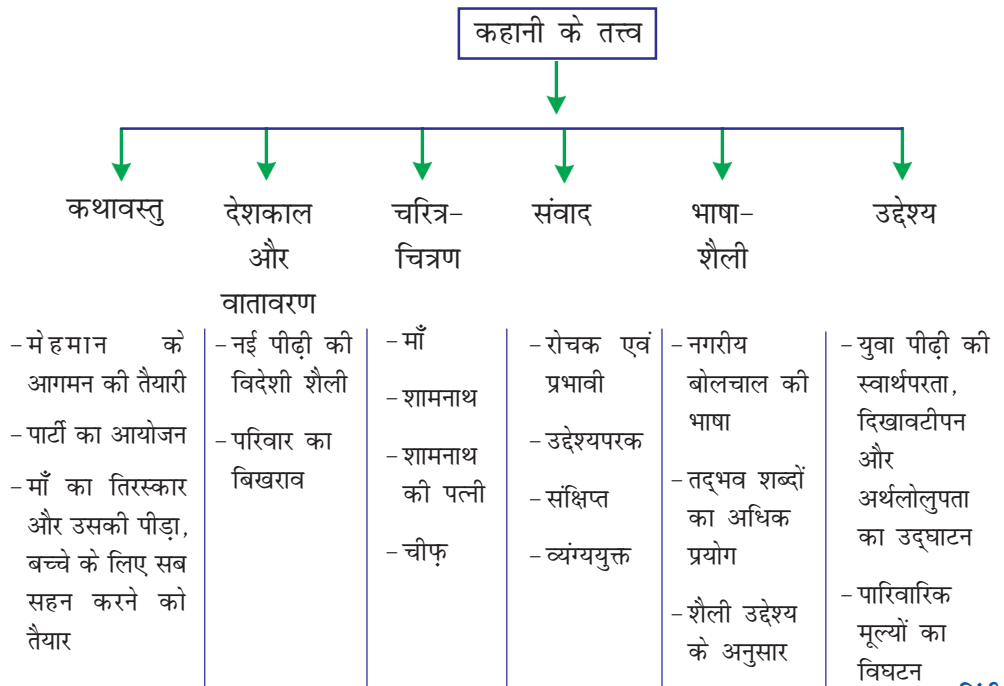 कहानी के तत्त्व
कथावस्तु
–मेहमान के
आगमन की तैयारी
–पार्टी का आयोजन
–माँ का तिरस्कार
और उसकी पीड़ा,
बच्चे के लिए सब
सहन करने को
तैयार
देशकाल
और
वातावरण
–नई पीढ़ी की
विदेशी शैली
–परिवार का
बिखराव
चरित्र–
चित्रण
–माँ
–शामनाथ
–शामनाथ
की पत्नी
–चीफ़
संवाद
–रोचक एवं
प्रभावी
–उद्देश्यपरक
–संक्षिप्त
–व्यंग्ययुक्त
भाषा–
शैली
–नगरीय
बोलचाल की
भाषा
–तद्भव शब्दों
का अधिक
प्रयोग
–शैली उद्देश्य
के अनुसार
उद्देश्य
–युवा पीढ़ी की
स्वार्थपरता,
दिखावटीपन
और
अर्थलोलुपता
का उद्घाटन
–पारिवारिक
मूल्यों का
विघटन